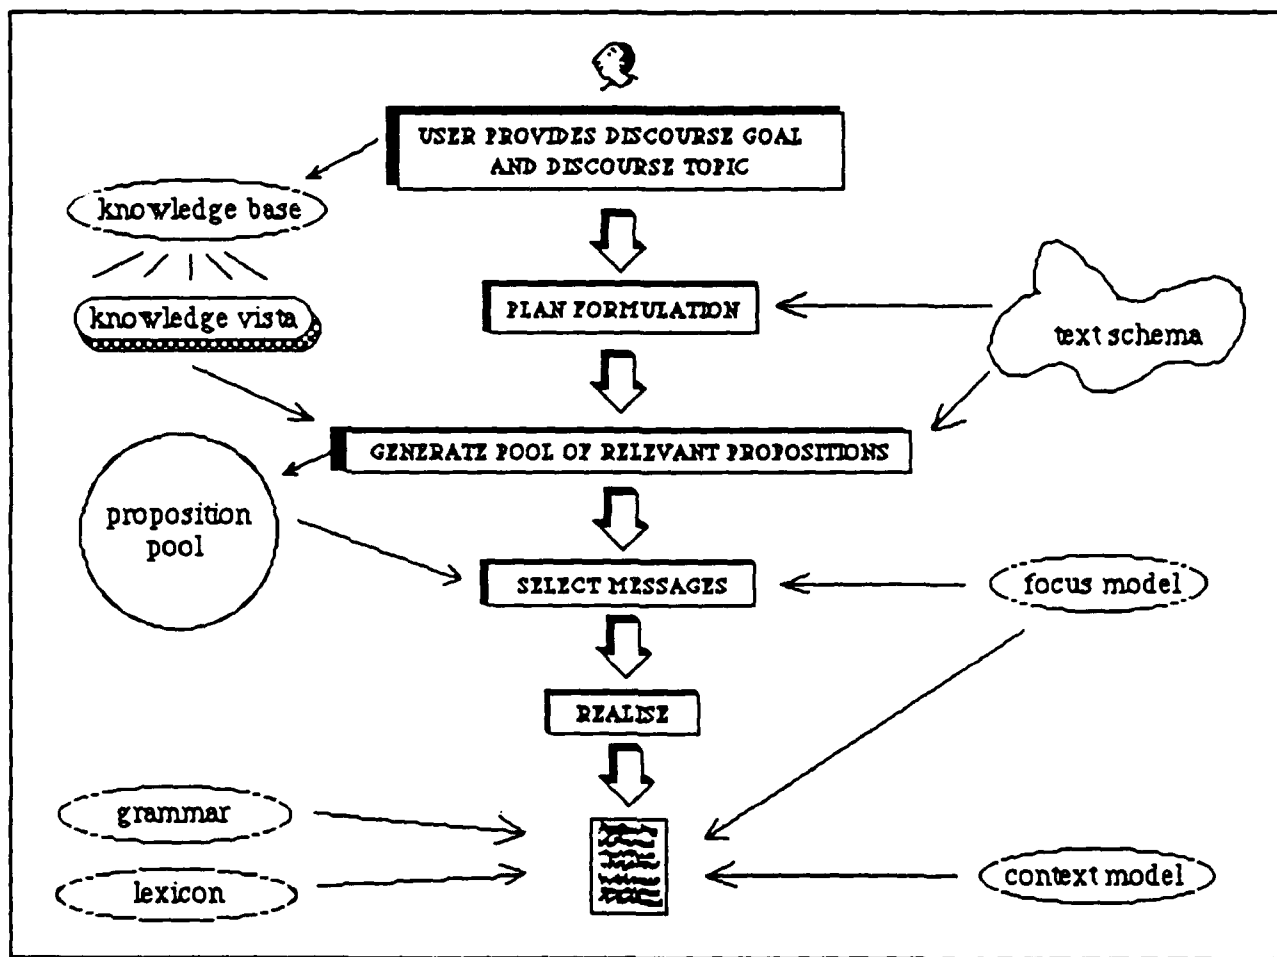 USER PROVIDES DISCOURSE GOAL
AND DISCOURSE TOPIC
knowledge base
PLAN FORMULATION
knowledge vista
text schema
GENERATE POOL OF RELEVANT PROPOSITIONS
proposition
pool
SELECT MESSAGES
focus model
REALISE
grammar
lexicon
context model